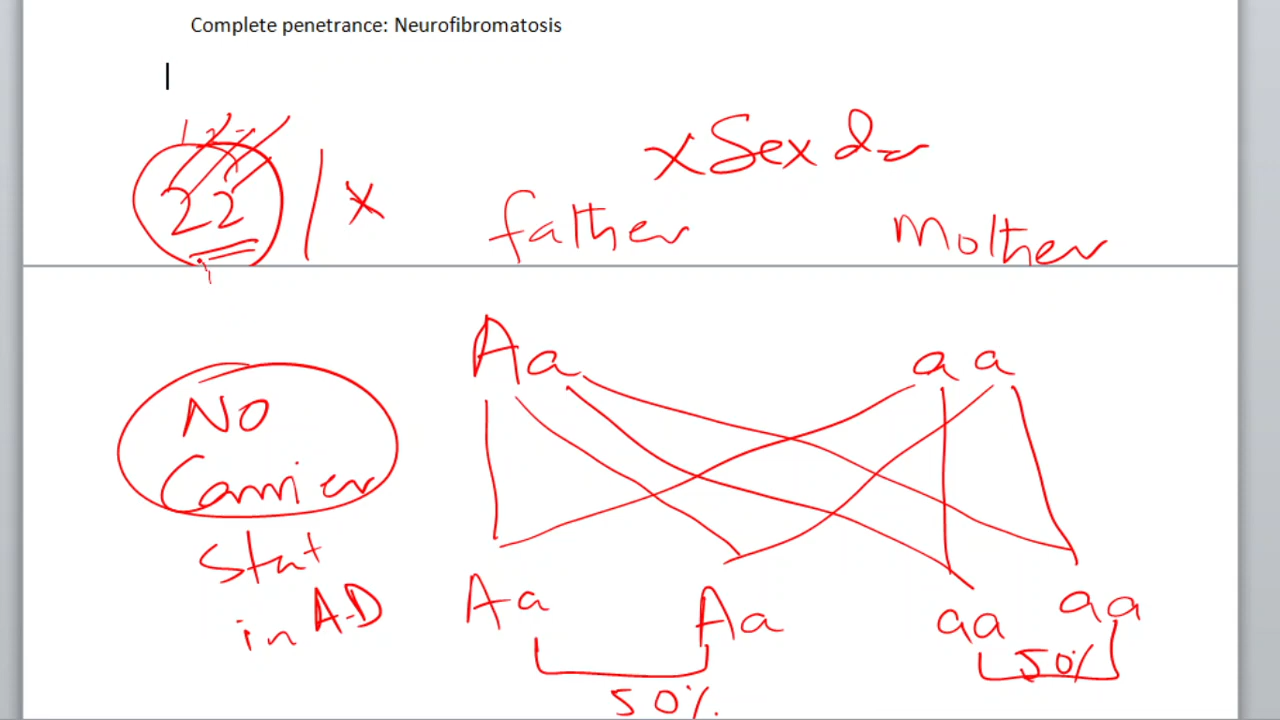 Complete penetrance: Neurofibromatosis
x Sex
22 / X
father Mother
Aa aa
No
Carrier
stat
in A.D
Aa Aa aa aa
50% 50%